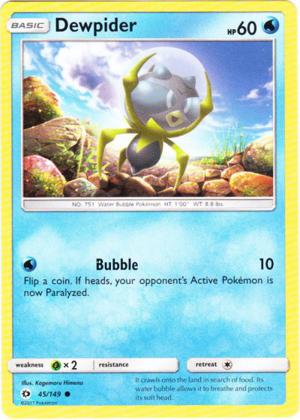 BASIC Dewpider HP 60
NO. 751 Water Bubble Pokémon HT 1'00" WT 8.8 lbs.
Bubble 10
Flip a coin. If heads, your opponent's Active Pokémon is
now Paralyzed.
weakness ×2 resistance retreat
Illus. Kagemaru Himeno
45/149
©2017 Pokémon
It crawls onto the land in search of food. Its
water bubble allows it to breathe and protects
its soft head.